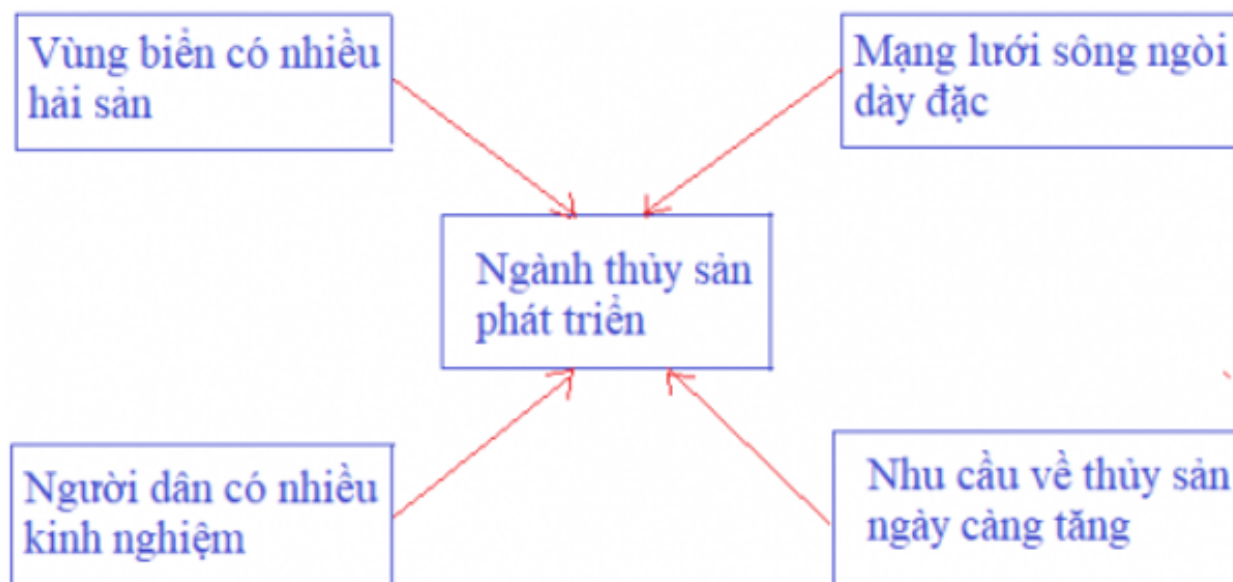 Vùng biển có nhiều
hải sản
Mạng lưới sông ngòi
dày đặc
Ngành thủy sản
phát triển
Người dân có nhiều
kinh nghiệm
Nhu cầu về thủy sản
ngày càng tăng